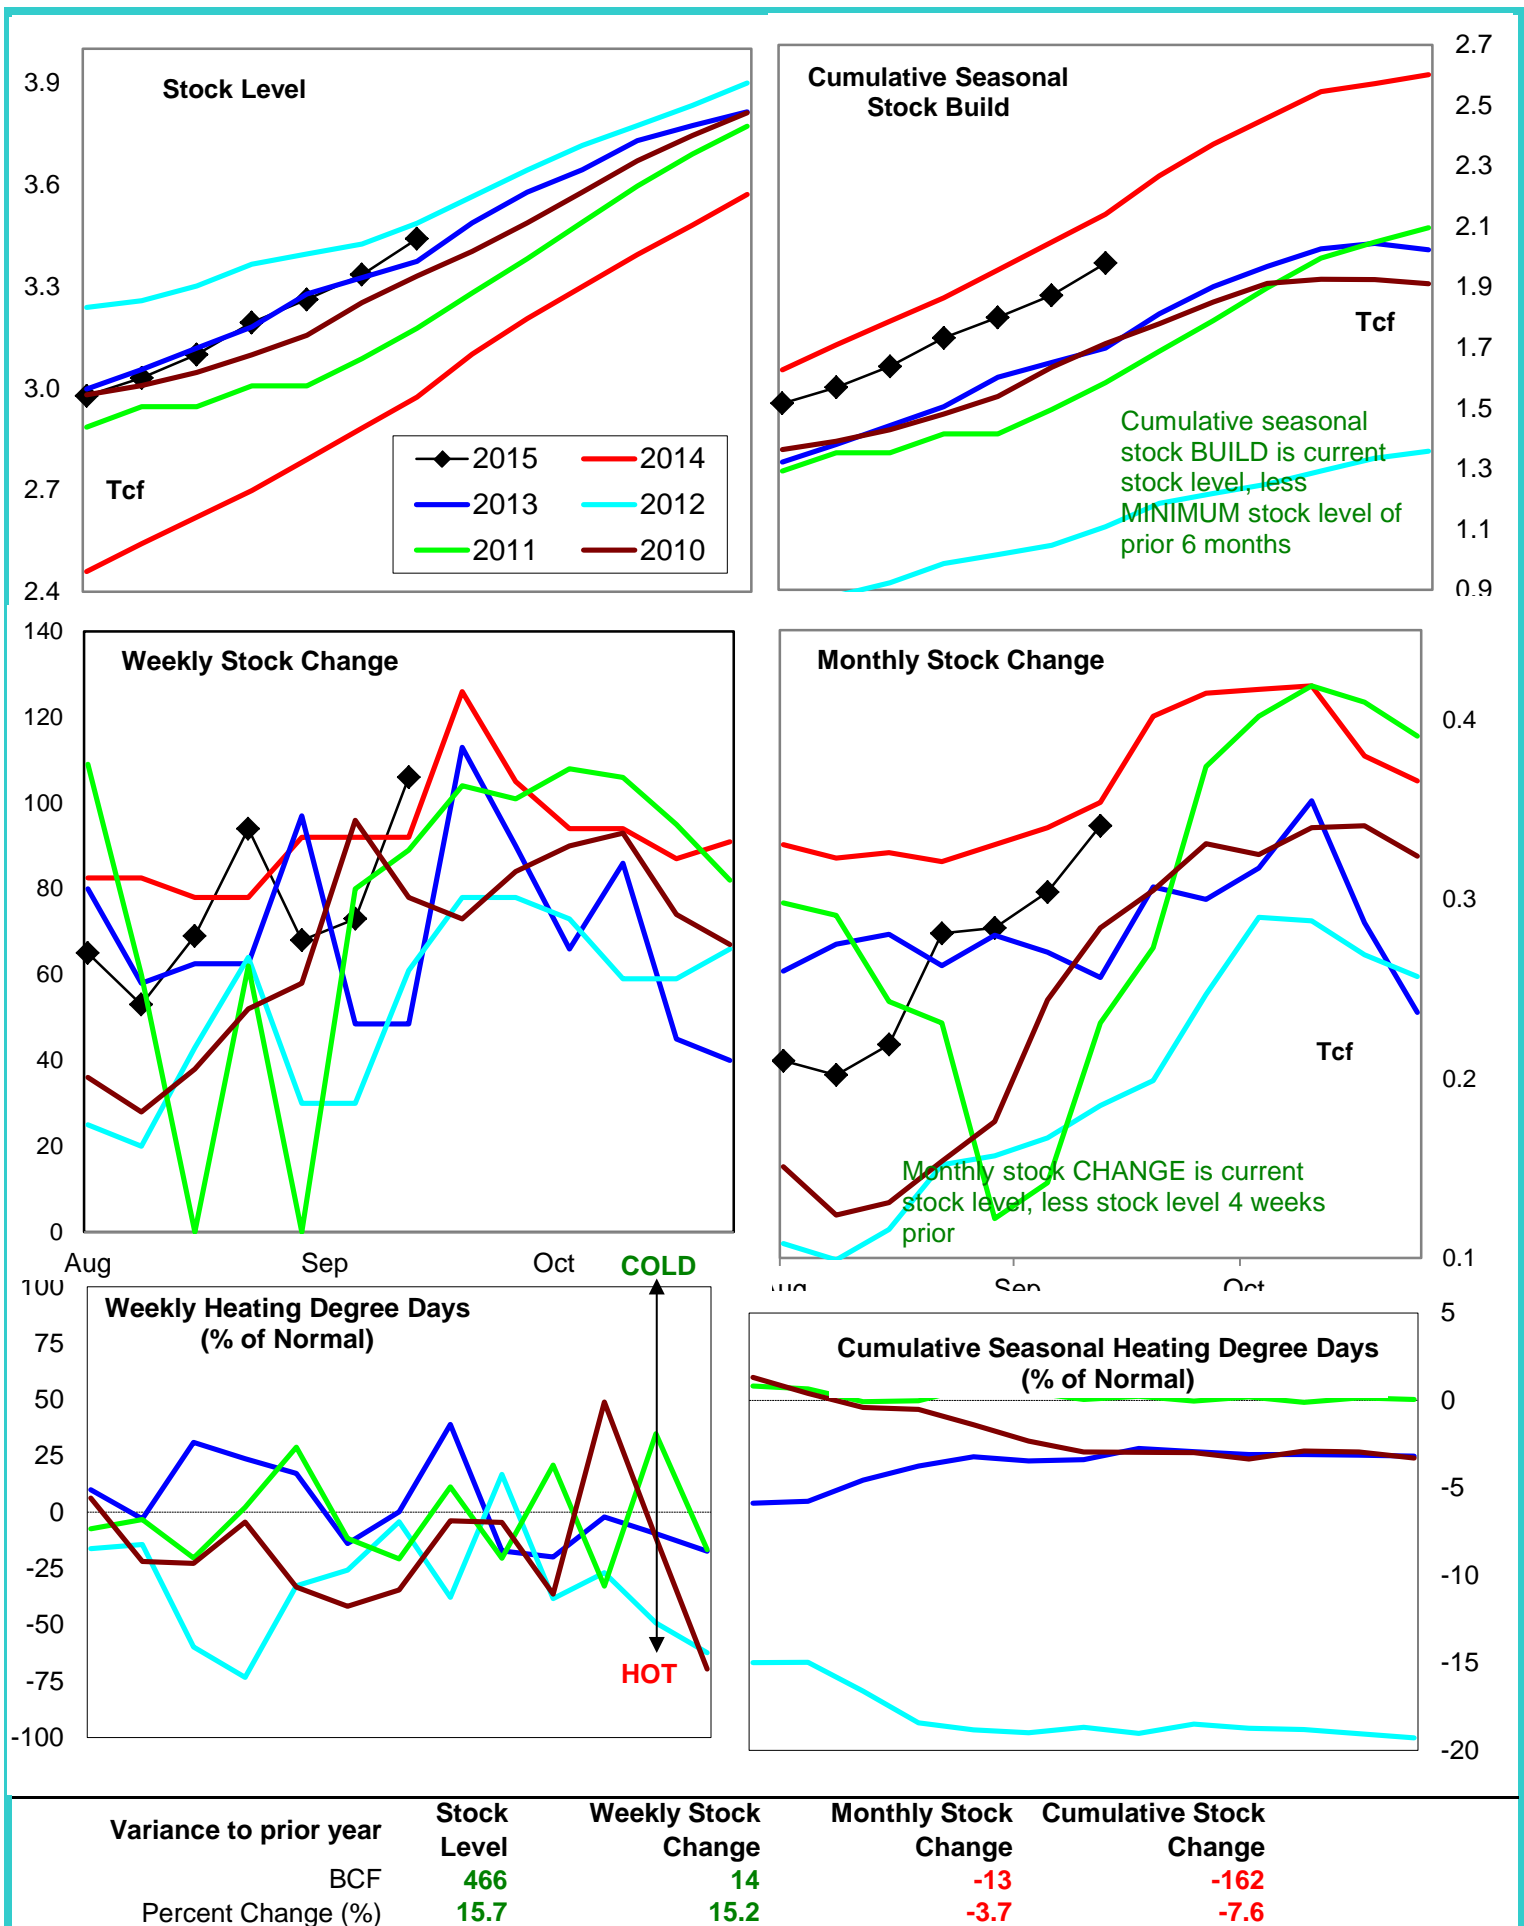 Stock Level
3.9
3.6
3.3
3.0
2.7
2.4
Tcf
2015
2014
2013
2012
2011
2010
Cumulative Seasonal
Stock Build
2.7
2.5
2.3
2.1
1.9
1.7
1.5
1.3
1.1
0.9
Tcf
Cumulative seasonal
stock BUILD is current
stock level, less
MINIMUM stock level of
prior 6 months
Weekly Stock Change
140
120
100
80
60
40
20
0
Aug
Sep
Oct
Monthly Stock Change
0.4
0.3
0.2
0.1
Tcf
Monthly stock CHANGE is current
stock level, less stock level 4 weeks
prior
Aug
Sep
Oct
COLD
Weekly Heating Degree Days
(% of Normal)
100
75
50
25
0
-25
-50
-75
-100
HOT
Cumulative Seasonal Heating Degree Days
(% of Normal)
5
0
-5
-10
-15
-20
Variance to prior year
Stock
Level
Weekly Stock
Change
Monthly Stock
Change
Cumulative Stock
Change
BCF 466 14 -13 -162
Percent Change (%) 15.7 15.2 -3.7 -7.6